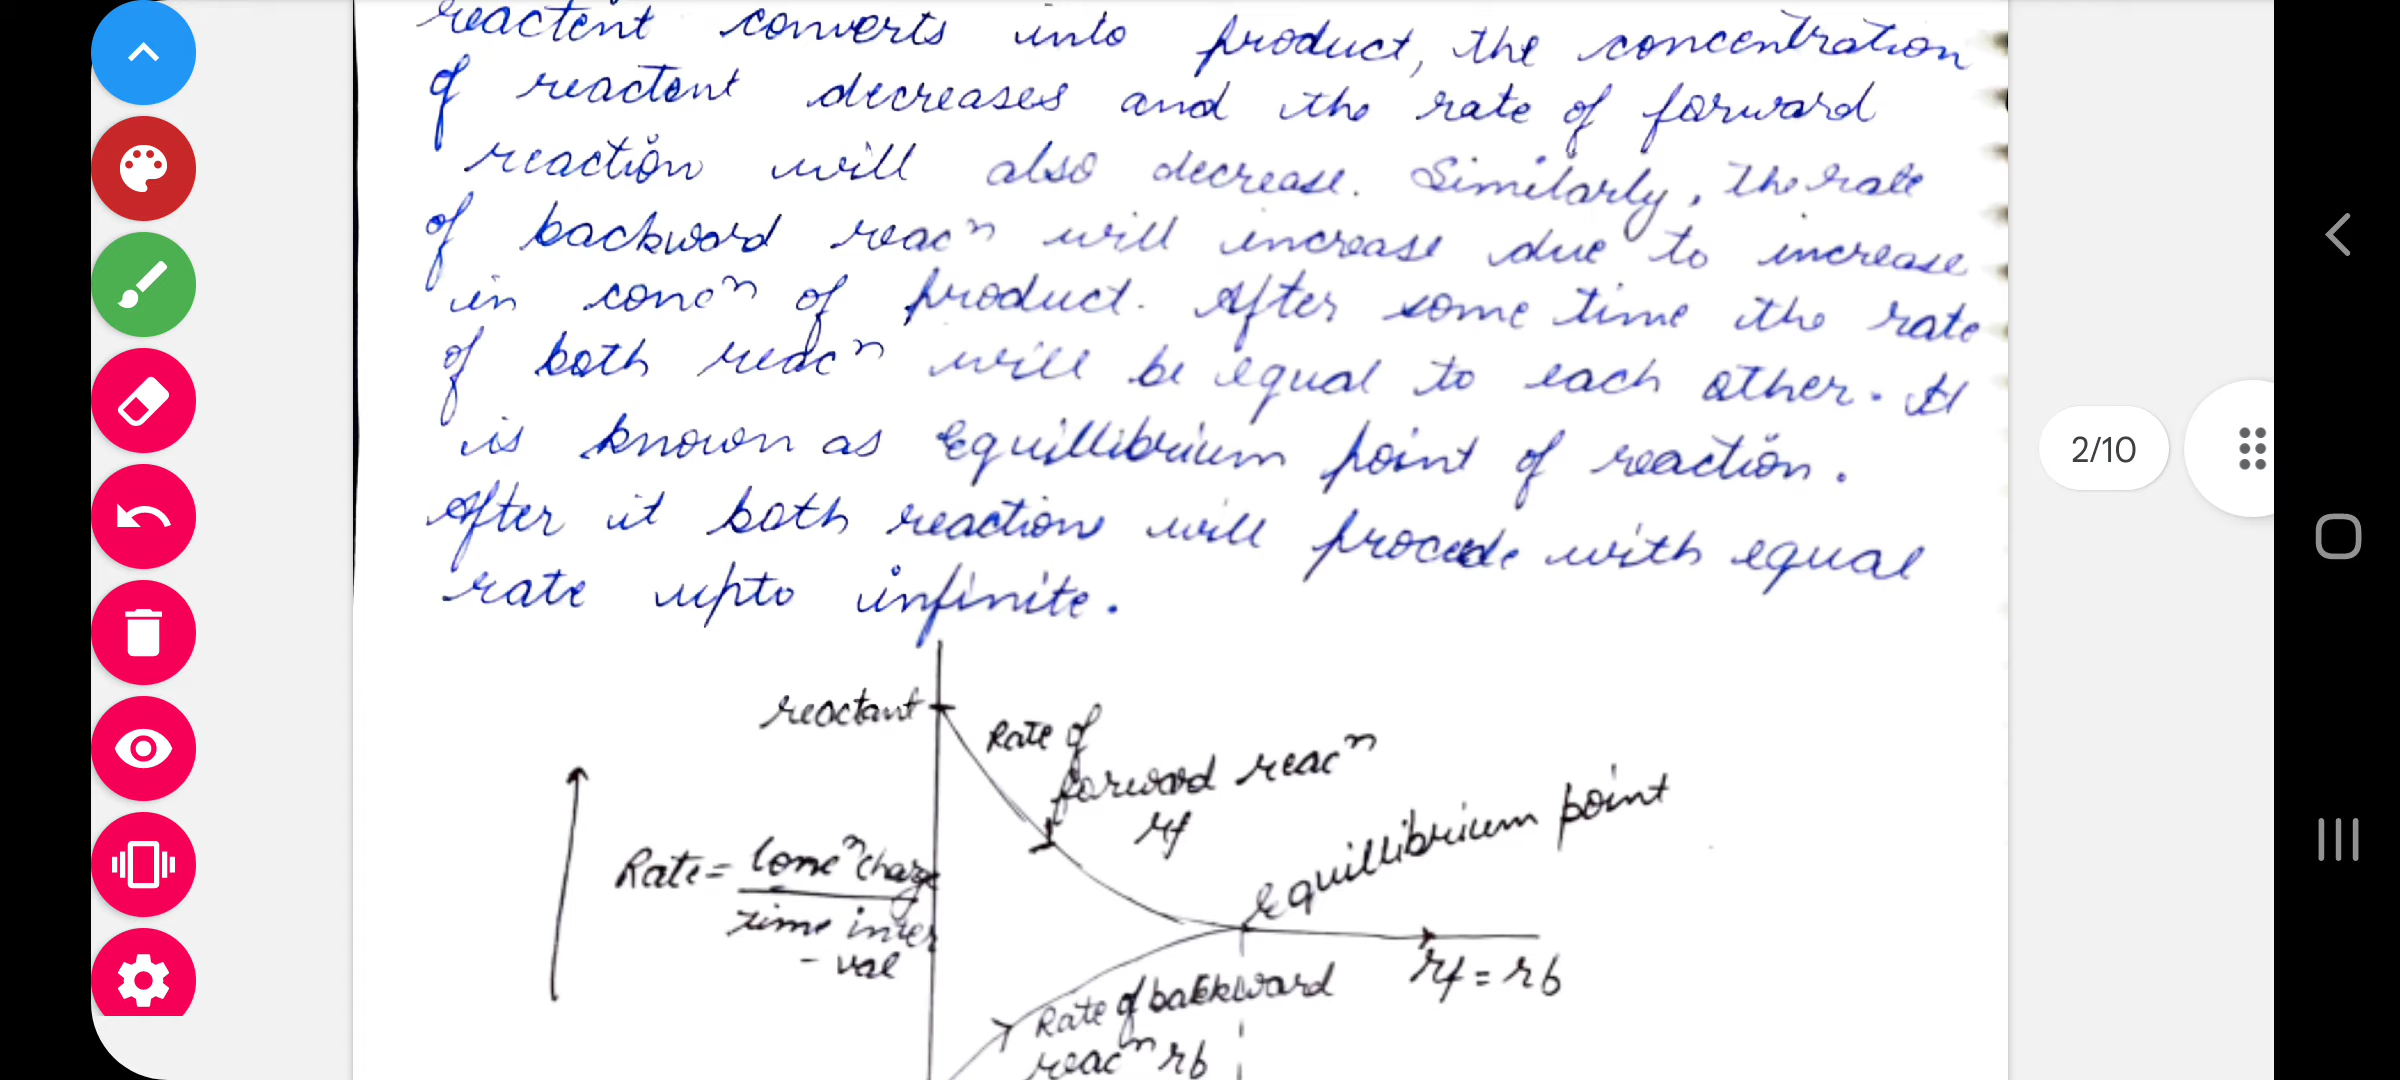 reactent converts into product, the concentration
of reactent decreases and the rate of forward
reaction will also decrease. Similarly, the rate
of backward reacⁿ will increase due to increase
in concⁿ of product. After some time the rate
of both reacⁿ will be equal to each other. It
is known as Equillibrium point of reaction.
After it both reaction will procede with equal
rate upto infinite.
reactant
Rate of
forward reacⁿ
rf
equillibrium point
Rate = Concⁿ change
time inter
- val
rf = rb
Rate of backward
reacⁿ rb
2/10